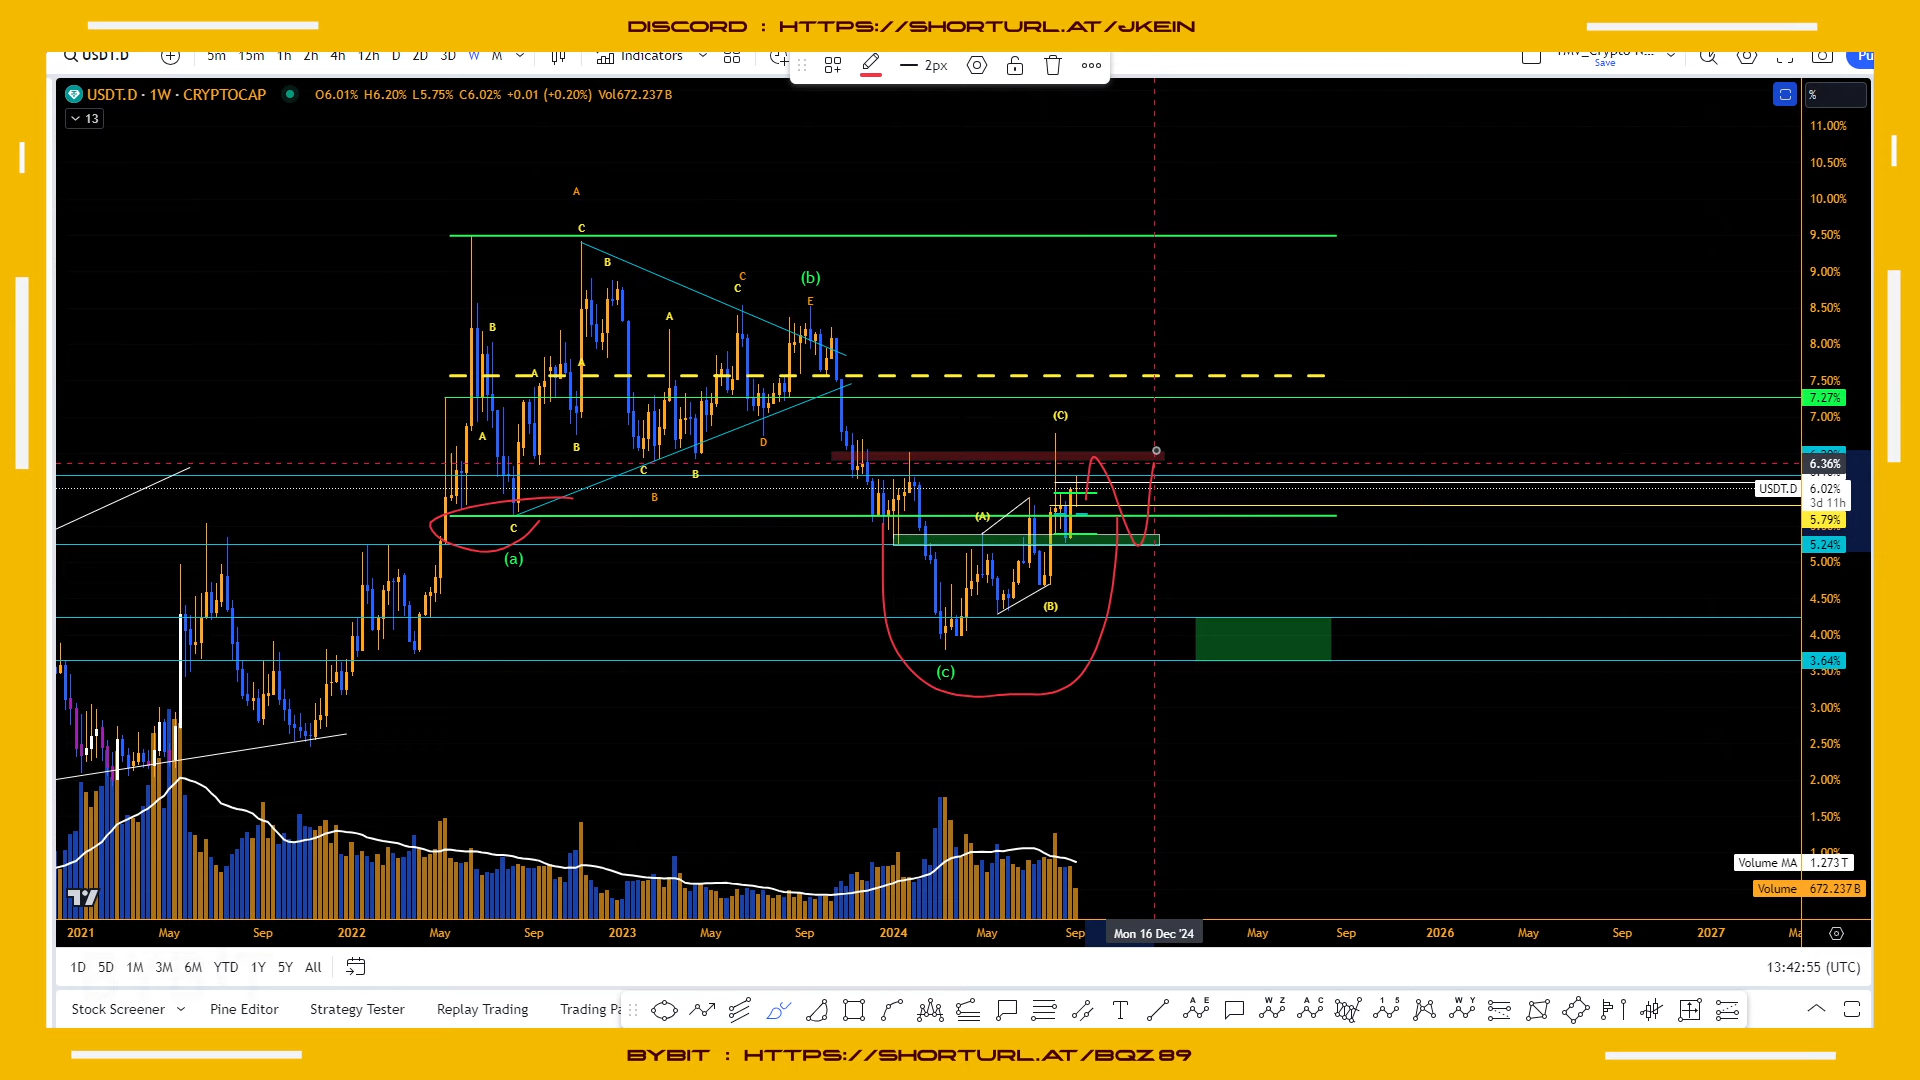 DISCORD : HTTPS://SHORTURL.AT/JKEIN
USDT.D 5m 15m 1h 2h 4h 12h D 2D 3D W M Indicators 2px Save
USDT.D · 1W · CRYPTOCAP O6.01% H6.20% L5.75% C6.02% +0.01 (+0.20%) Vol672.237B
%
13
11.00%
10.50%
A
10.00%
C
9.50%
B
9.00%
C
C
(b)
E
8.50%
A
B
8.00%
A
A
7.50%
7.27%
(C)
7.00%
A
B
D
6.36%
C
B
USDT.D 6.02%
3d 11h
B
(A)
5.79%
C
5.24%
(a)
5.00%
4.50%
(B)
4.00%
3.64%
3.50%
(c)
3.00%
2.50%
2.00%
1.50%
1.00%
Volume MA 1.273T
Volume 672.237B
2021 May Sep 2022 May Sep 2023 May Sep 2024 May Sep Mon 16 Dec '24 May Sep 2026 May Sep 2027
1D 5D 1M 3M 6M YTD 1Y 5Y All 13:42:55 (UTC)
Stock Screener Pine Editor Strategy Tester Replay Trading Trading
BYBIT : HTTPS://SHORTURL.AT/BQZ89